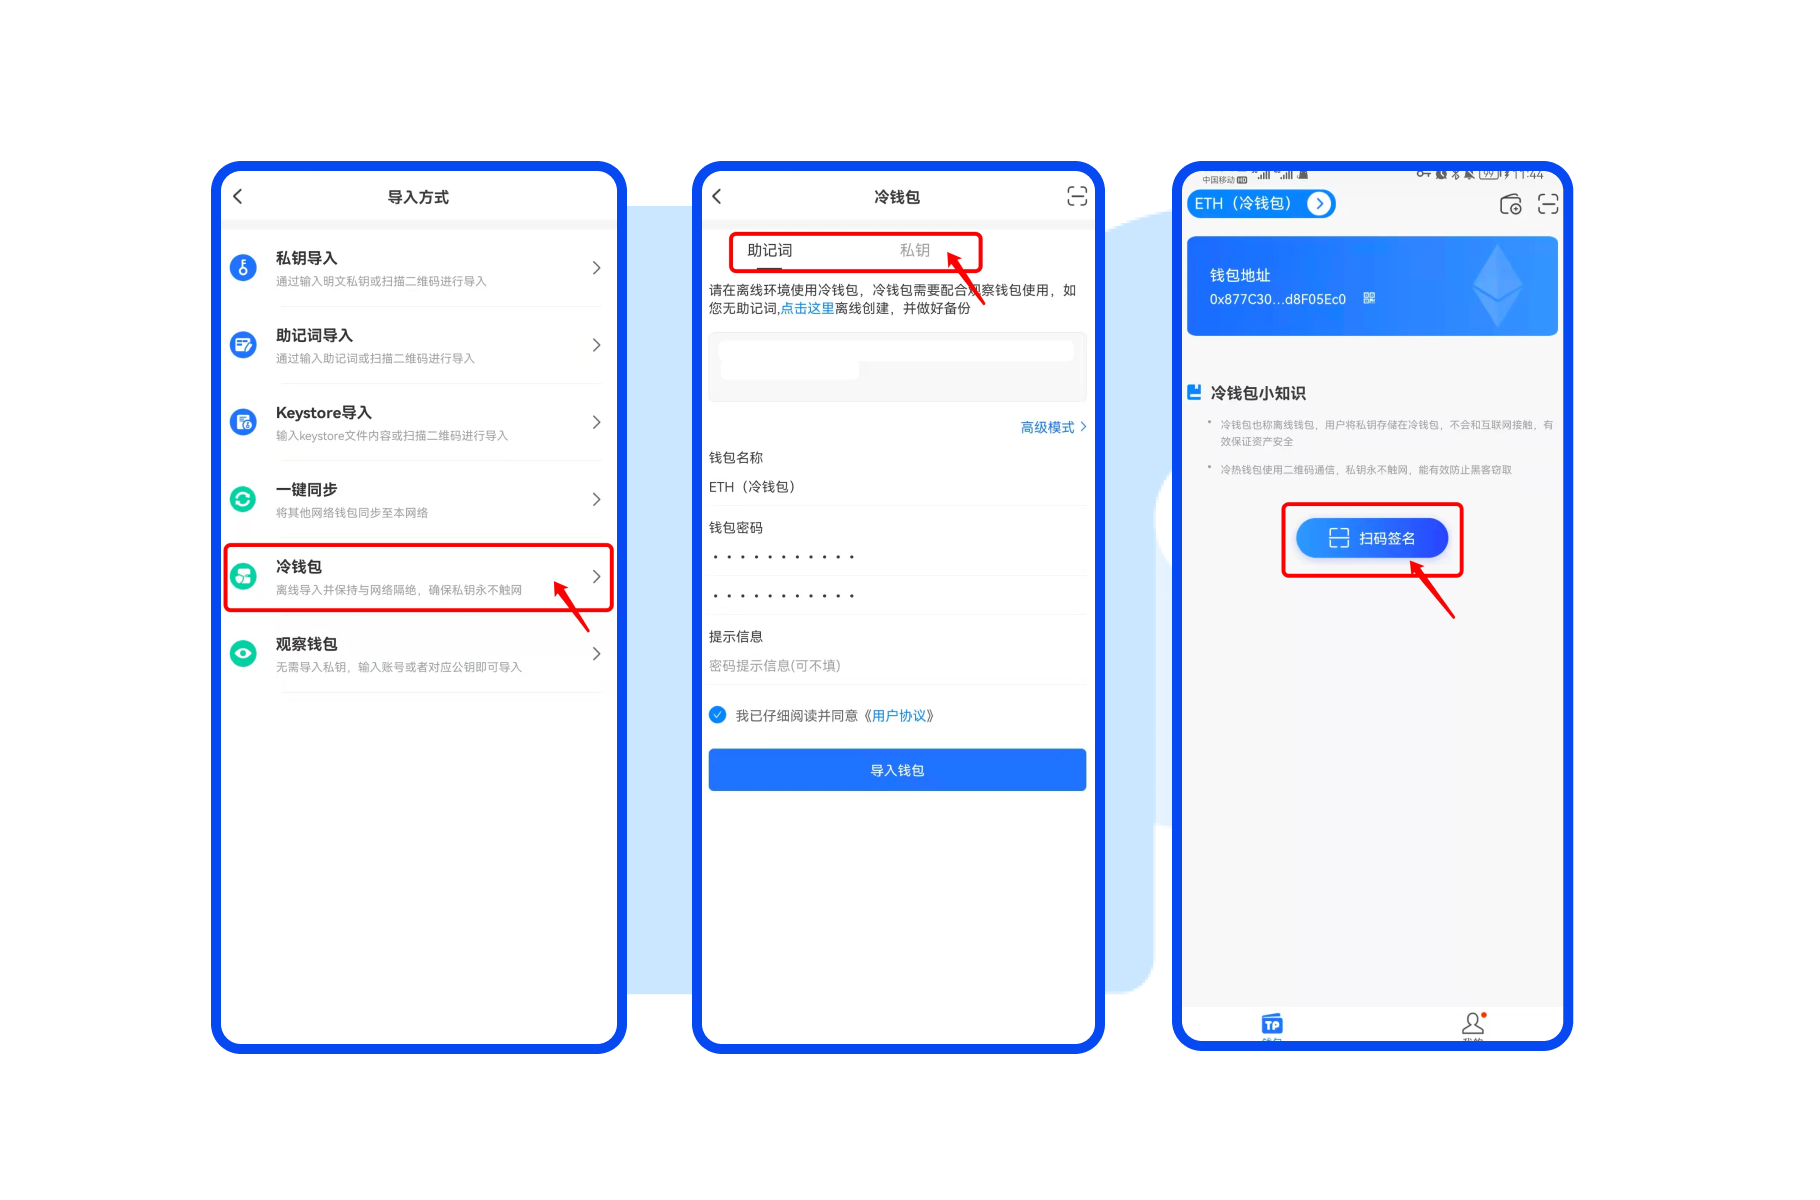 导入方式
私钥导入
通过输入明文私钥或扫描二维码进行导入
助记词导入
通过输入助记词或扫描二维码进行导入
Keystore导入
输入keystore文件内容或扫描二维码进行导入
一键同步
将其他网络钱包同步至本网络
冷钱包
离线导入并保持与网络隔绝，确保私钥永不触网
观察钱包
无需导入私钥，输入账号或者对应公钥即可导入
冷钱包
助记词 私钥
请在离线环境使用冷钱包，冷钱包需要配合观察钱包使用，如
您无助记词,点击这里离线创建，并做好备份
高级模式
钱包名称
ETH（冷钱包）
钱包密码
提示信息
密码提示信息(可不填)
我已仔细阅读并同意《用户协议》
导入钱包
中国移动 HD 99 11:44
ETH（冷钱包）
钱包地址
0x877C30...d8F05Ec0
冷钱包小知识
冷钱包也称离线钱包，用户将私钥存储在冷钱包，不会和互联网接触，有
效保证资产安全
冷热钱包使用二维码通信，私钥永不触网，能有效防止黑客窃取
扫码签名
TP